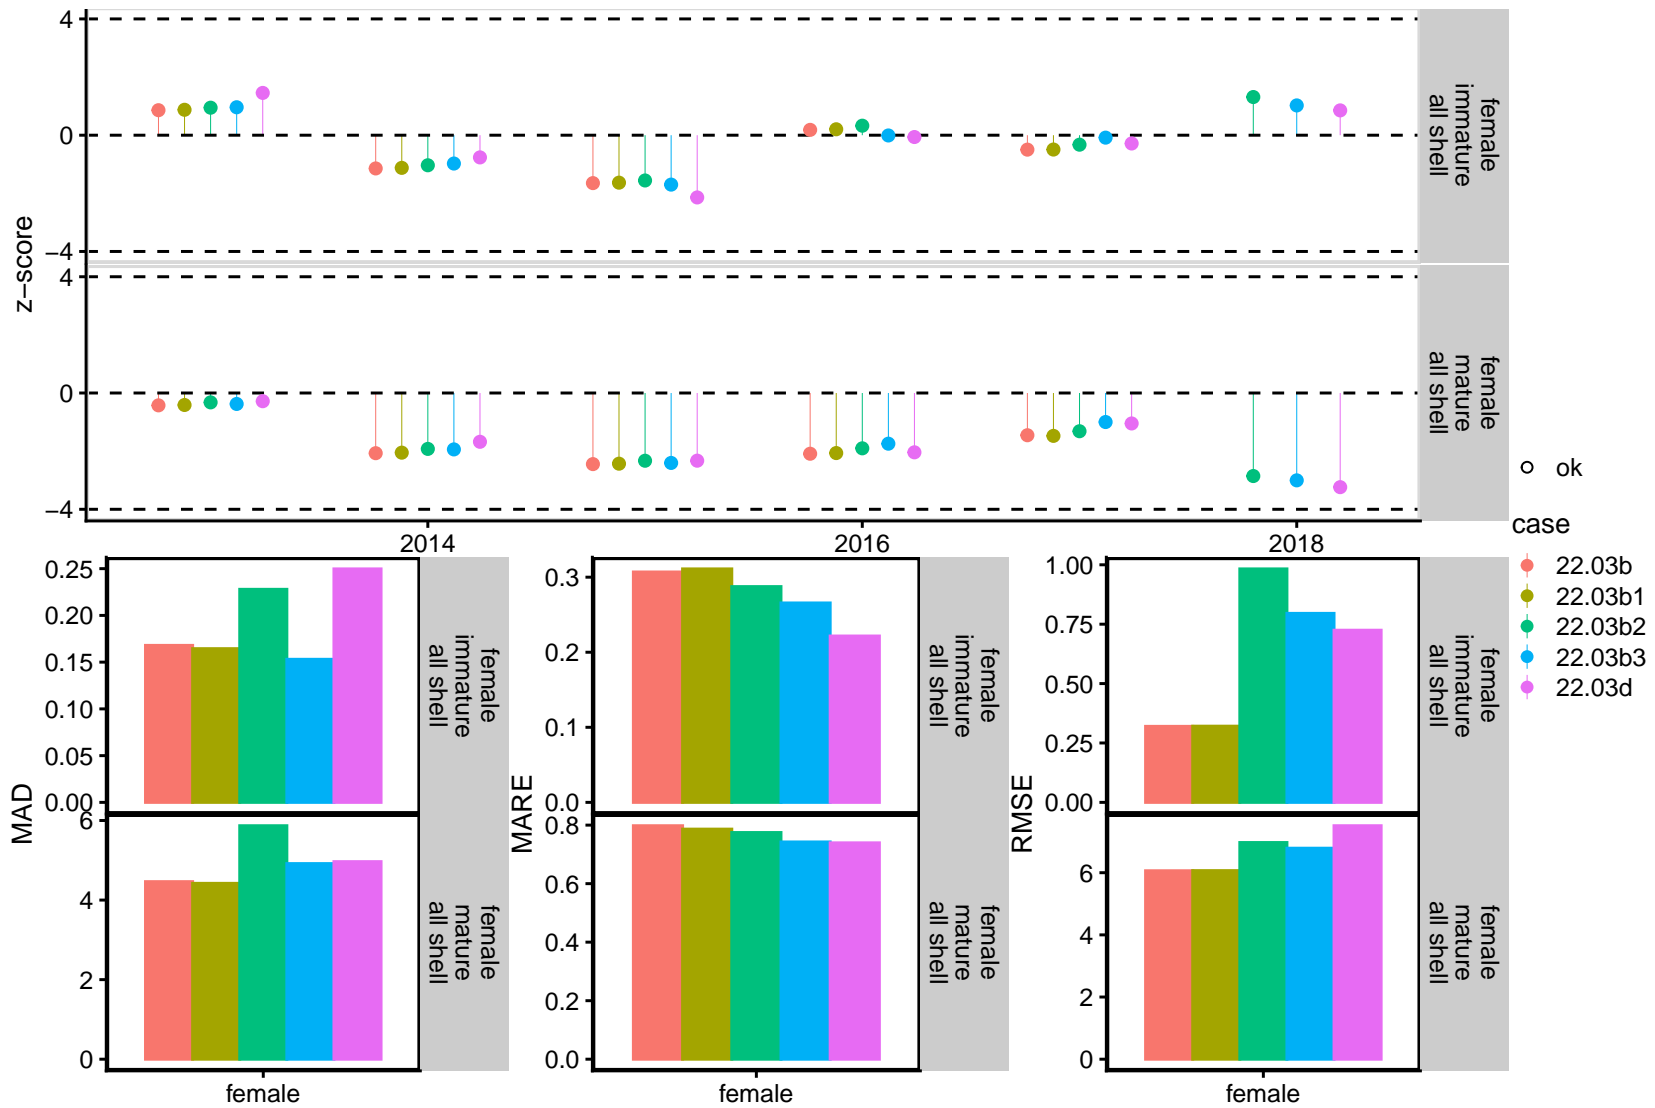 z−score
4
0
−4
female
immature
all shell
4
0
−4
female
mature
all shell
2014
2016
2018
ok
case
22.03b
22.03b1
22.03b2
22.03b3
22.03d
MAD
0.25
0.20
0.15
0.10
0.05
0.00
female
immature
all shell
6
4
2
0
female
mature
all shell
female
MARE
0.3
0.2
0.1
0.0
female
immature
all shell
0.8
0.6
0.4
0.2
0.0
female
mature
all shell
female
RMSE
1.00
0.75
0.50
0.25
0.00
female
immature
all shell
6
4
2
0
female
mature
all shell
female